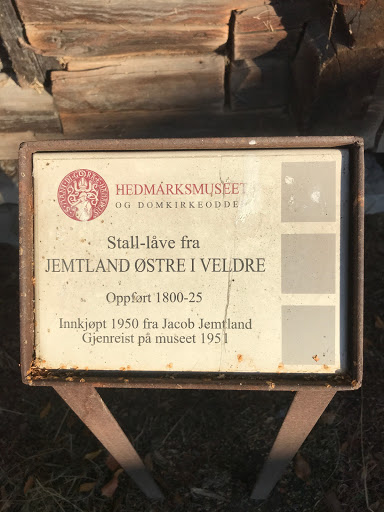 HEDMARKSMUSEET
OG DOMKIRKEODDEN
Stall-låve fra
JEMTLAND ØSTRE I VELDRE
Oppført 1800-25
Innkjøpt 1950 fra Jacob Jemtland
Gjenreist på museet 1951